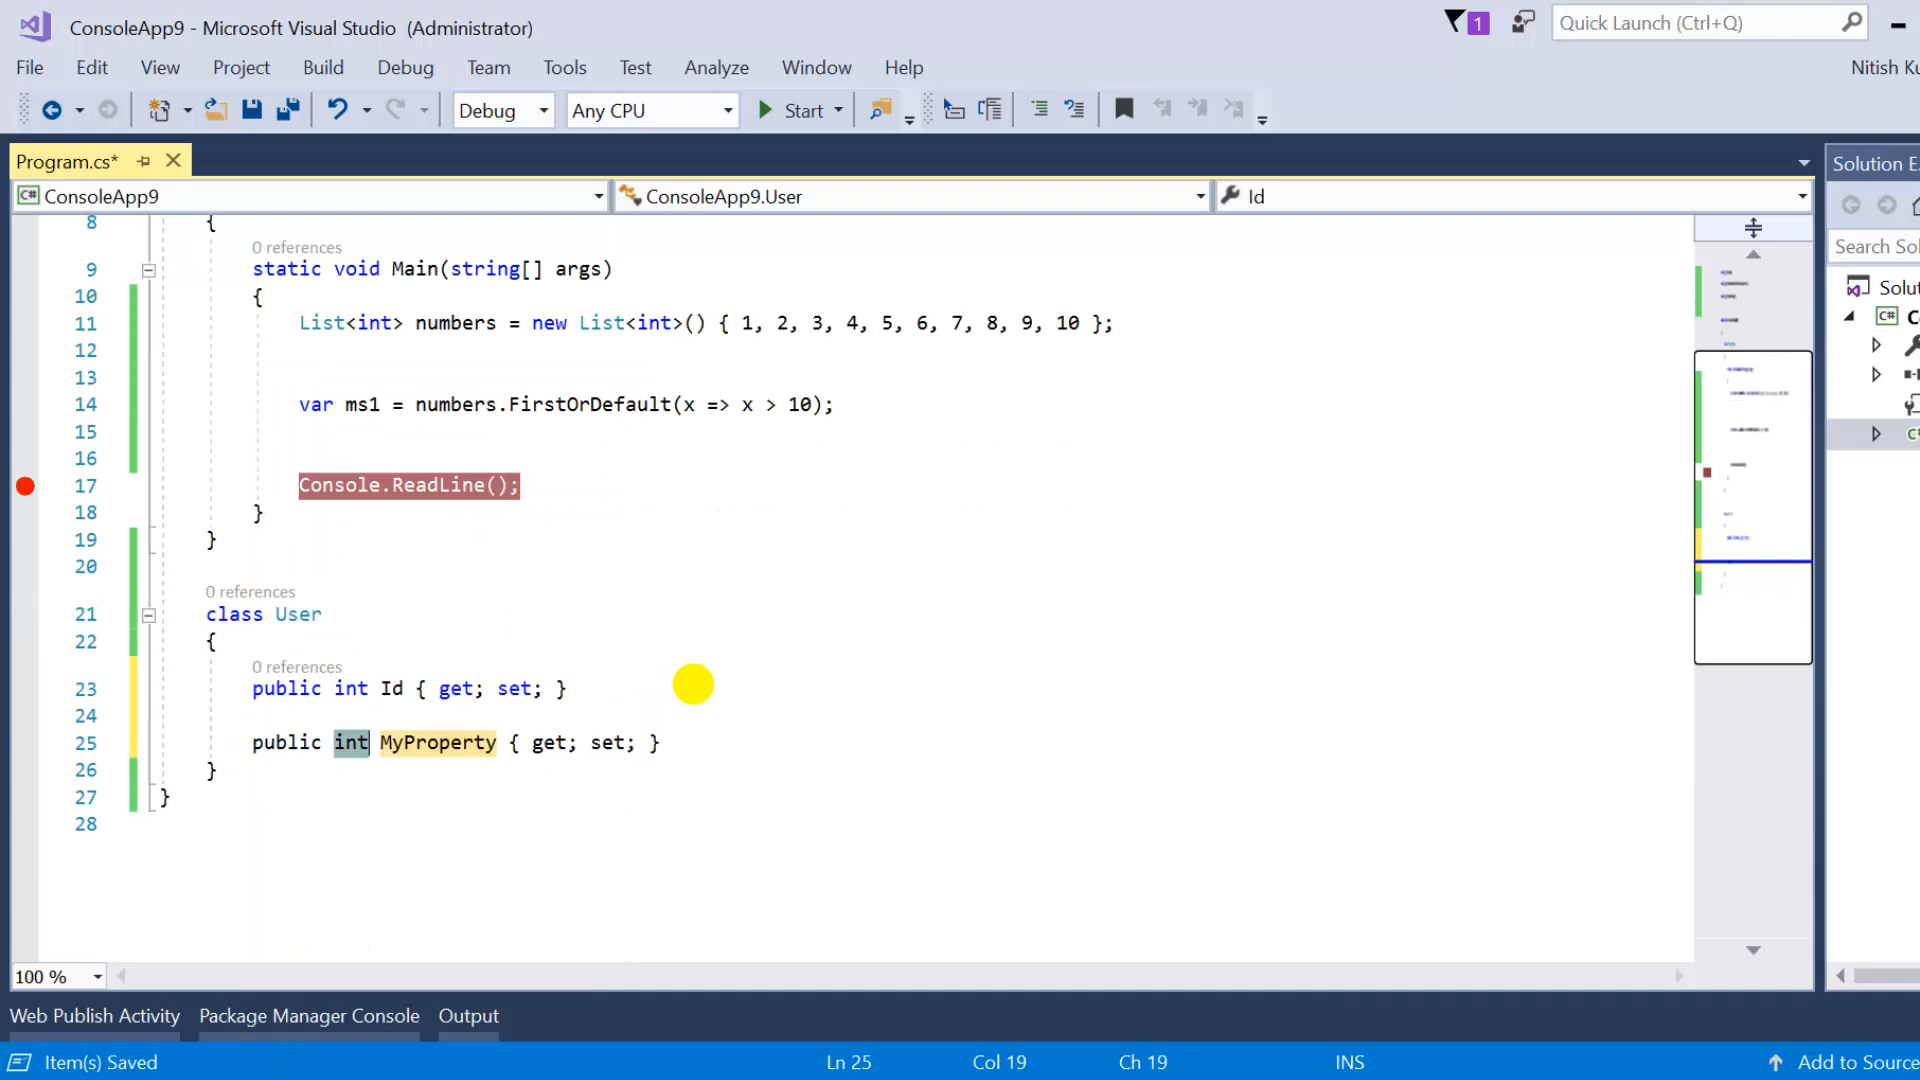 ConsoleApp9 - Microsoft Visual Studio (Administrator)
1
Quick Launch (Ctrl+Q)
File Edit View Project Build Debug Team Tools Test Analyze Window Help
Nitish Ku
Debug Any CPU Start
Program.cs*
Solution E
C# ConsoleApp9 ConsoleApp9.User Id
Search Sol
8 {
0 references
9 static void Main(string[] args)
10 {
11 List<int> numbers = new List<int>() { 1, 2, 3, 4, 5, 6, 7, 8, 9, 10 };
12
13
14 var ms1 = numbers.FirstOrDefault(x => x > 10);
15
16
17 Console.ReadLine();
18 }
19 }
20
0 references
21 class User
22 {
0 references
23 public int Id { get; set; }
24
25 public int MyProperty { get; set; }
26 }
27 }
28
Solut
C# C
C#
100 %
Web Publish Activity Package Manager Console Output
Item(s) Saved Ln 25 Col 19 Ch 19 INS Add to Source